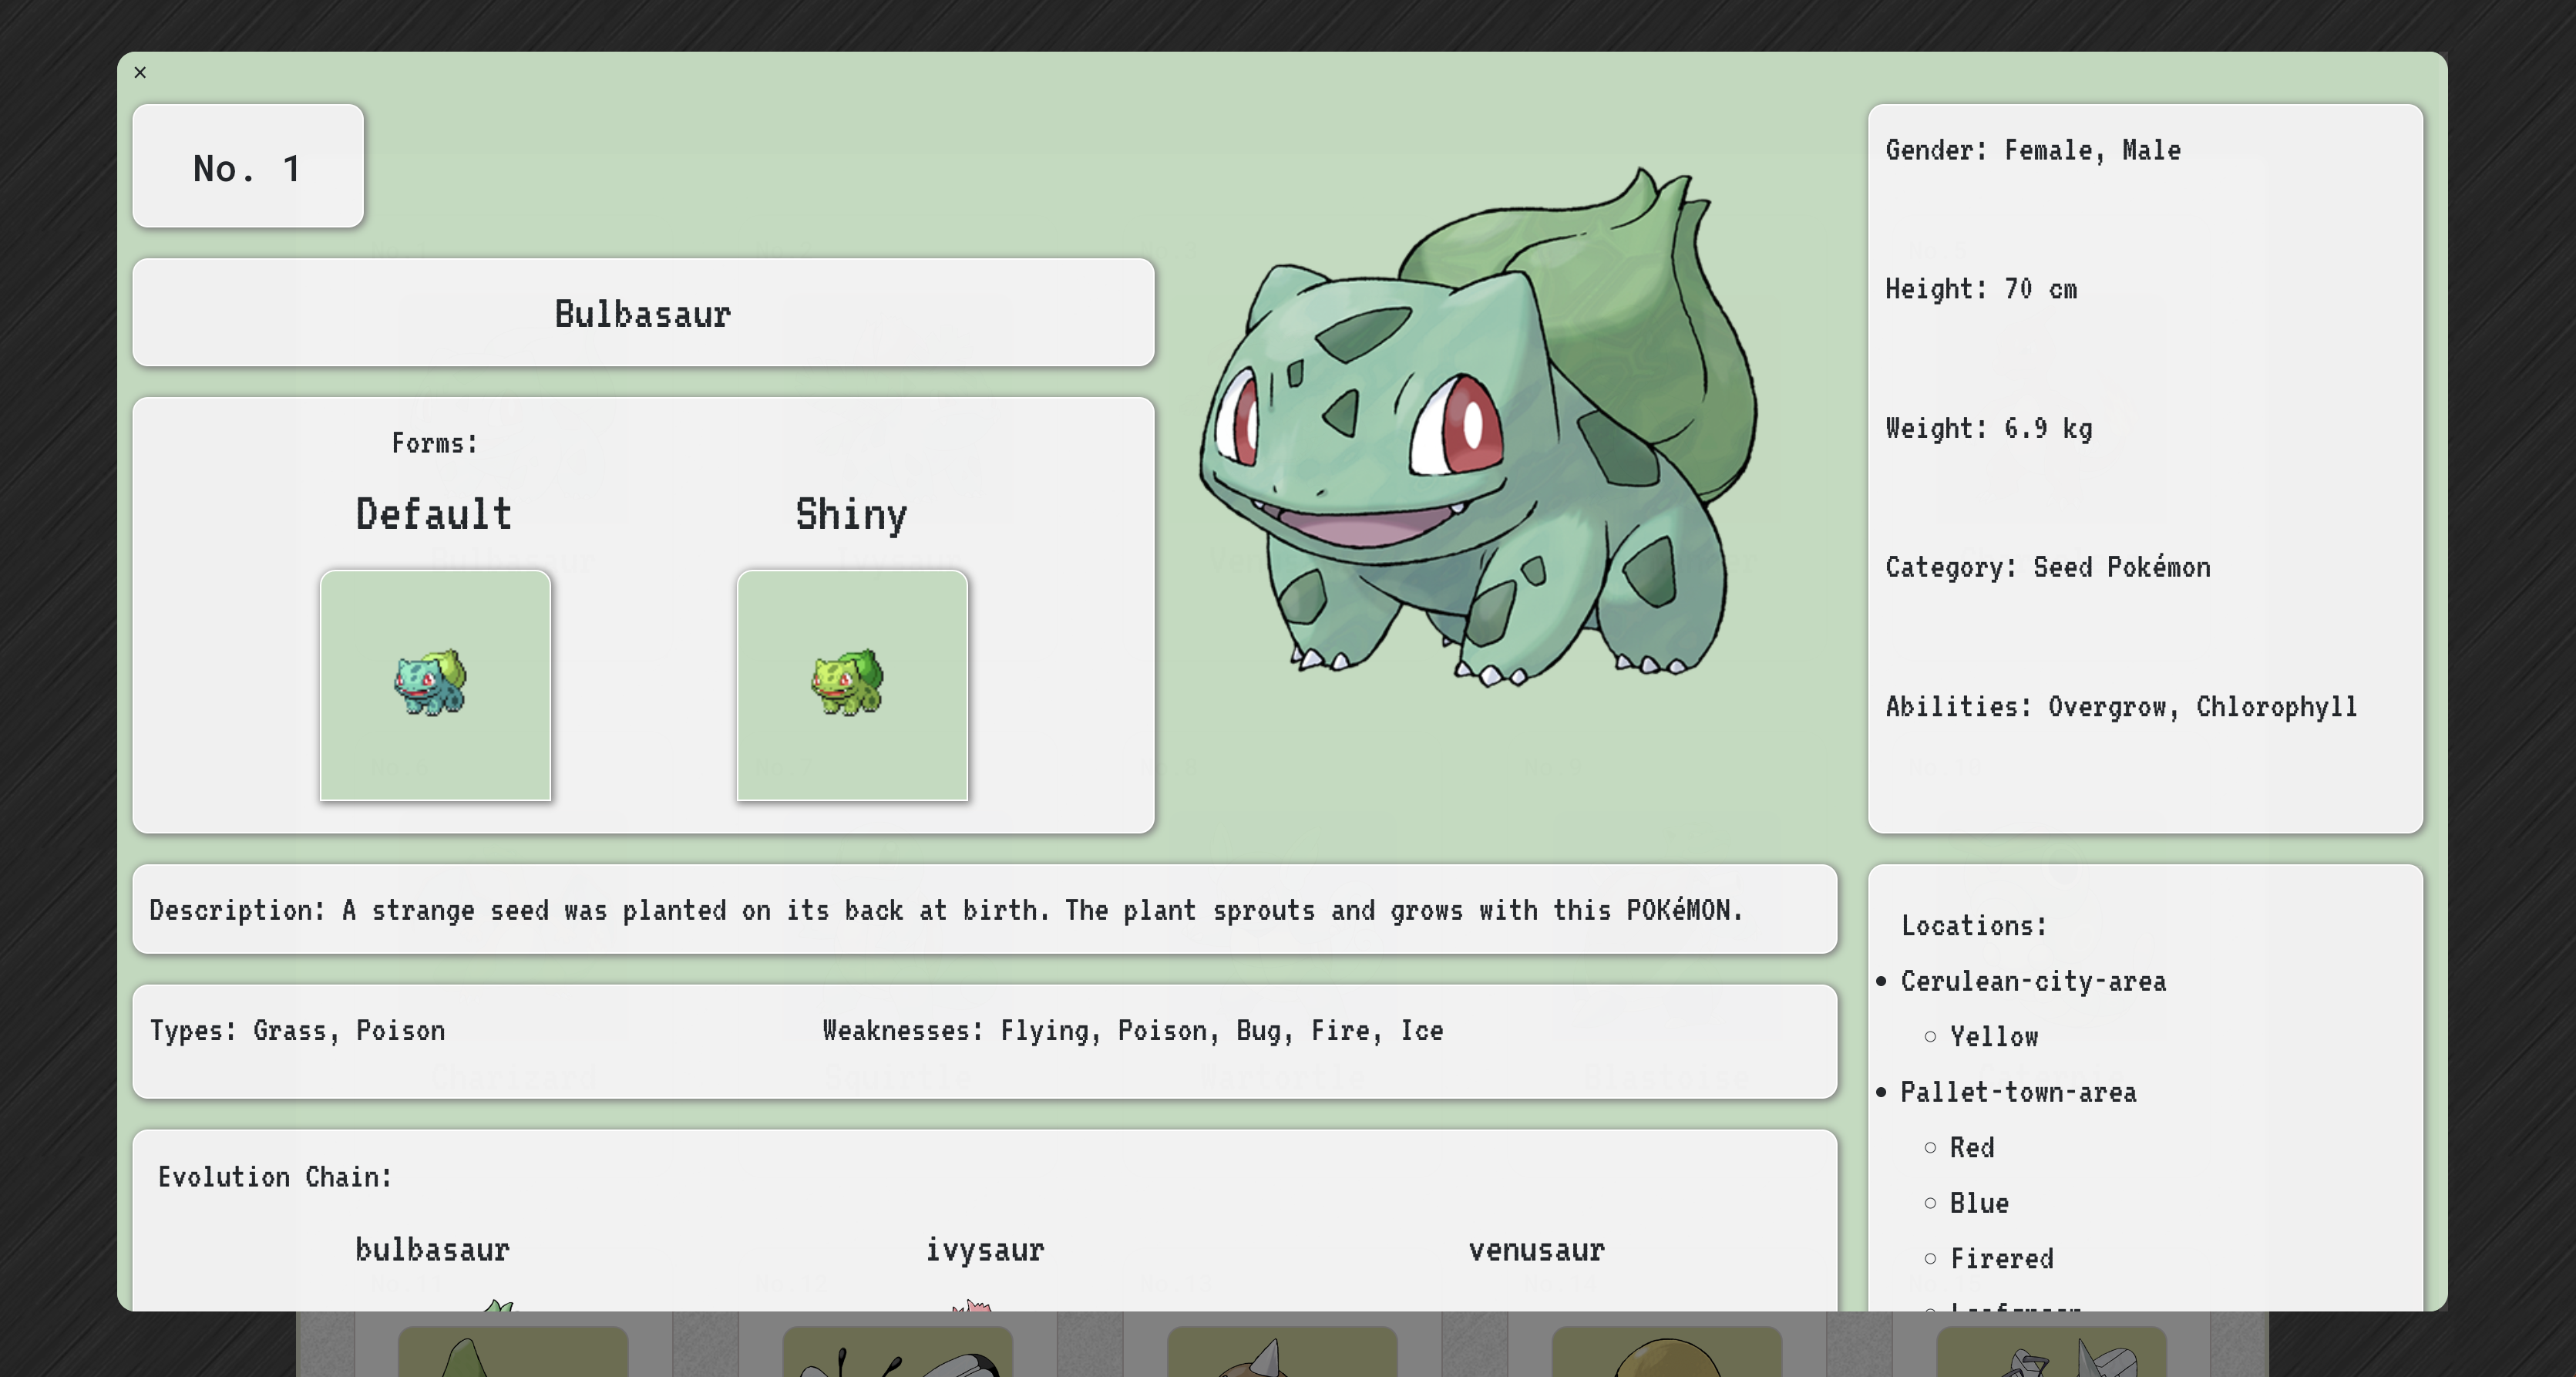 ×
No. 1
Bulbasaur
Forms:
Default
Shiny
Gender: Female, Male
Height: 70 cm
Weight: 6.9 kg
Category: Seed Pokémon
Abilities: Overgrow, Chlorophyll
Description: A strange seed was planted on its back at birth. The plant sprouts and grows with this POKéMON.
Types: Grass, Poison
Weaknesses: Flying, Poison, Bug, Fire, Ice
Evolution Chain:
bulbasaur
ivysaur
venusaur
Locations:
• Cerulean-city-area
○ Yellow
• Pallet-town-area
○ Red
○ Blue
○ Firered